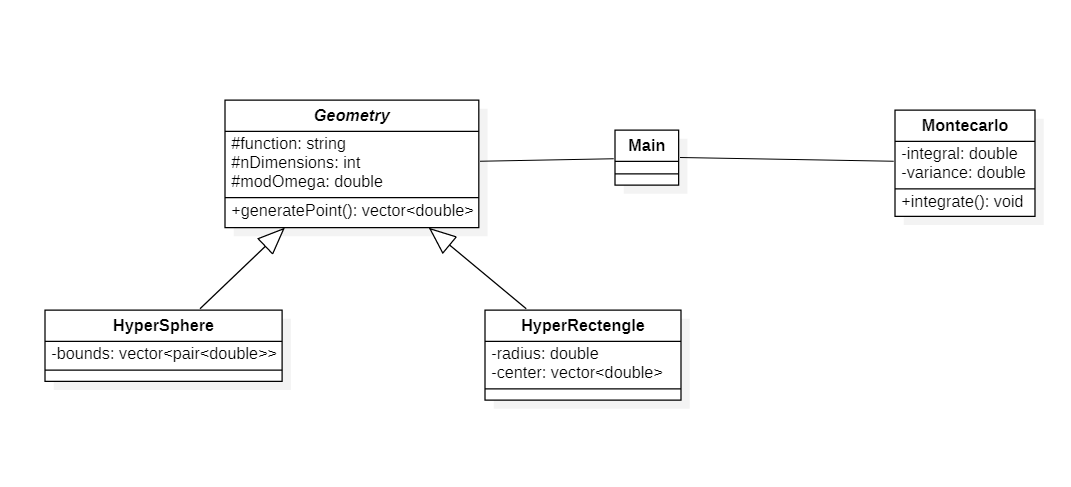 Geometry
#function: string
#nDimensions: int
#modOmega: double
+generatePoint(): vector<double>
Main
Montecarlo
-integral: double
-variance: double
+integrate(): void
HyperSphere
-bounds: vector<pair<double>>
HyperRectengle
-radius: double
-center: vector<double>